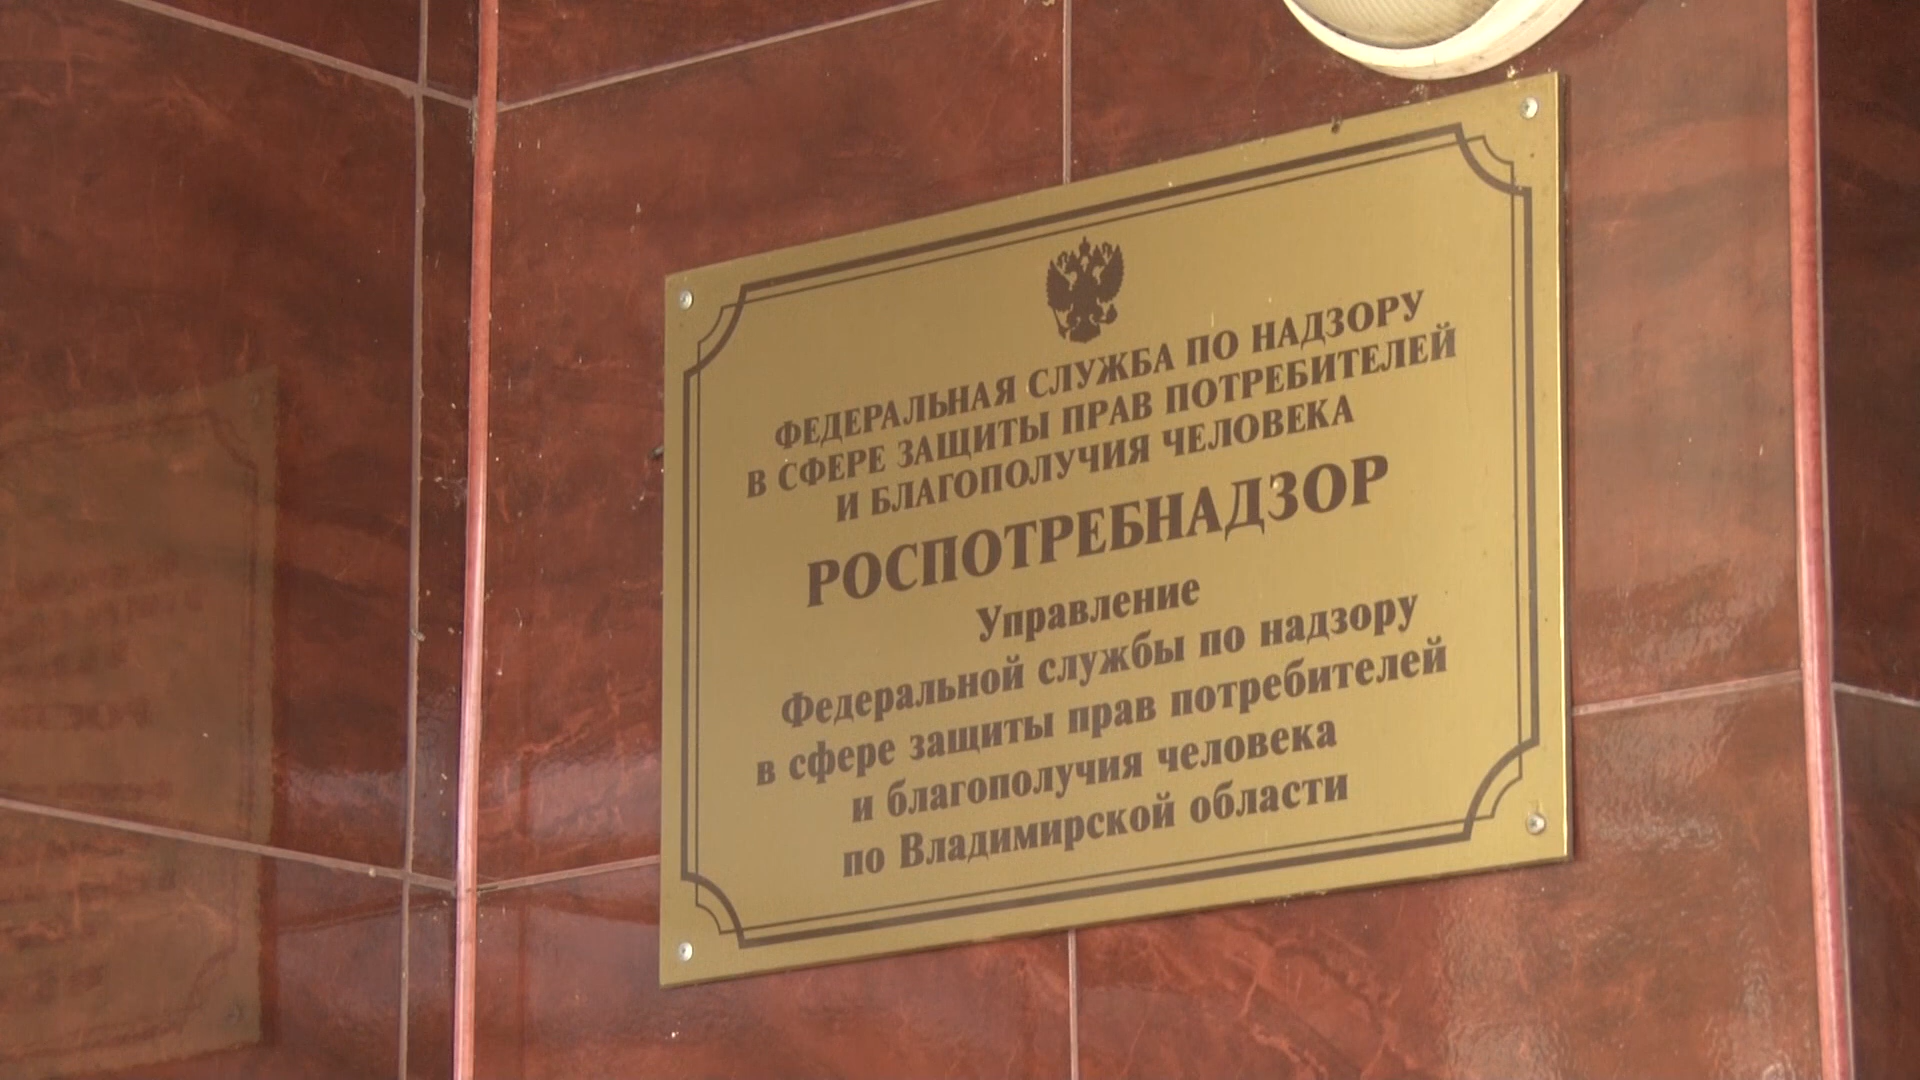 ФЕДЕРАЛЬНАЯ СЛУЖБА ПО НАДЗОРУ
В СФЕРЕ ЗАЩИТЫ ПРАВ ПОТРЕБИТЕЛЕЙ
И БЛАГОПОЛУЧИЯ ЧЕЛОВЕКА
РОСПОТРЕБНАДЗОР
Управление
Федеральной службы по надзору
в сфере защиты прав потребителей
и благополучия человека
по Владимирской области